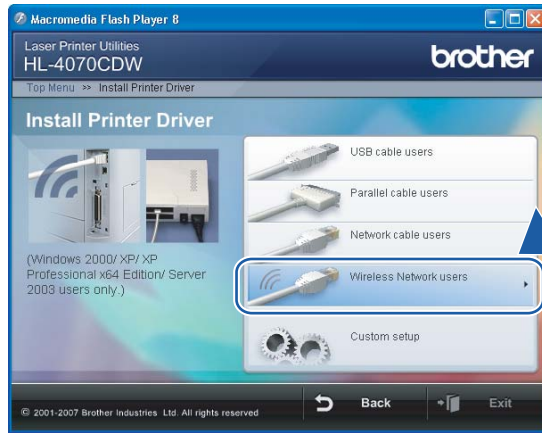 Macromedia Flash Player 8
Laser Printer Utilities
HL-4070CDW
brother
Top Menu >> Install Printer Driver
Install Printer Driver
USB cable users
Parallel cable users
Network cable users
(Windows 2000/ XP/ XP
Professional x64 Edition/ Server
2003 users only.)
Wireless Network users
Custom setup
© 2001-2007 Brother Industries Ltd. All rights reserved
Back
Exit